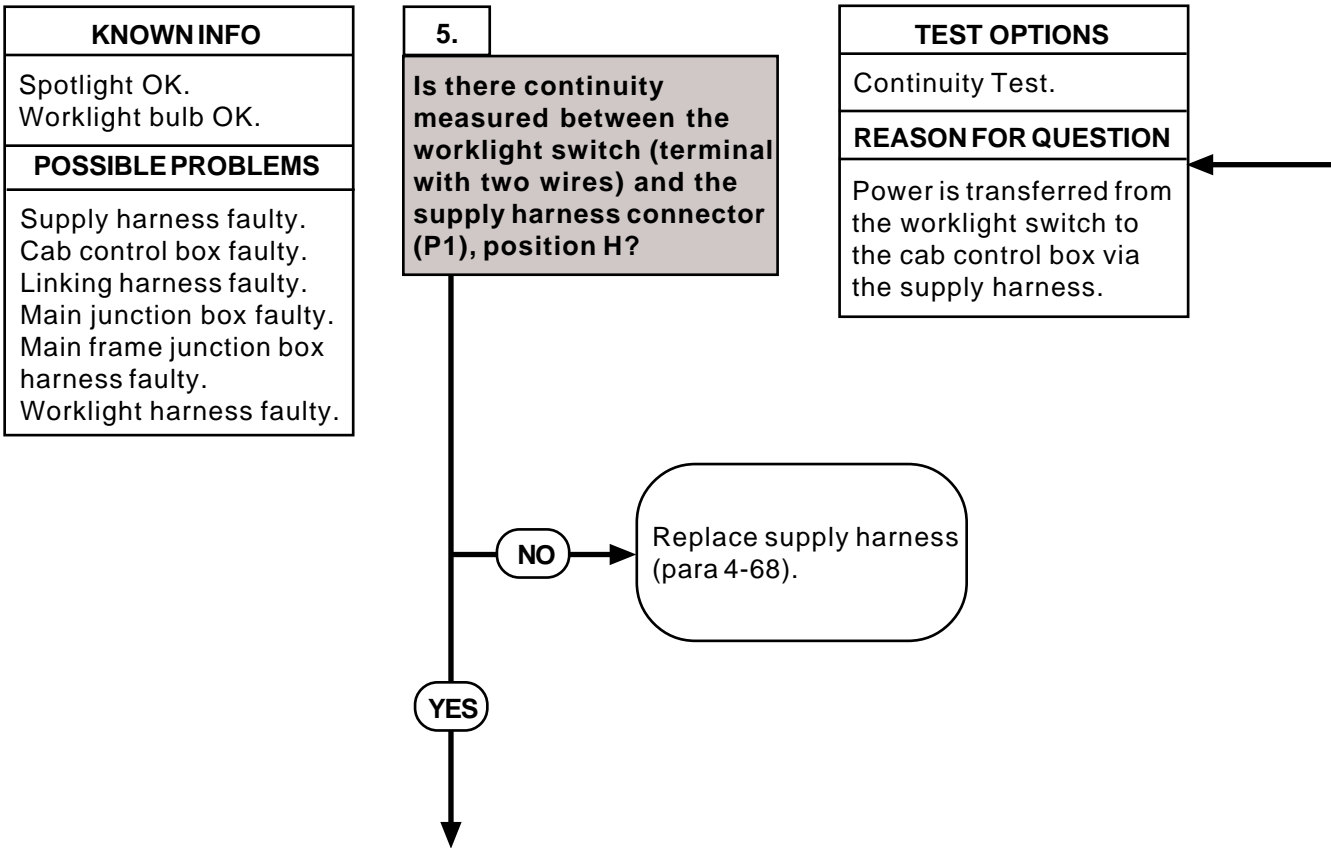 KNOWN INFO
Spotlight OK.
Worklight bulb OK.
POSSIBLE PROBLEMS
Supply harness faulty.
Cab control box faulty.
Linking harness faulty.
Main junction box faulty.
Main frame junction box
harness faulty.
Worklight harness faulty.
5.
Is there continuity
measured between the
worklight switch (terminal
with two wires) and the
supply harness connector
(P1), position H?
TEST OPTIONS
Continuity Test.
REASON FOR QUESTION
Power is transferred from
the worklight switch to
the cab control box via
the supply harness.
NO
Replace supply harness
(para 4-68).
YES